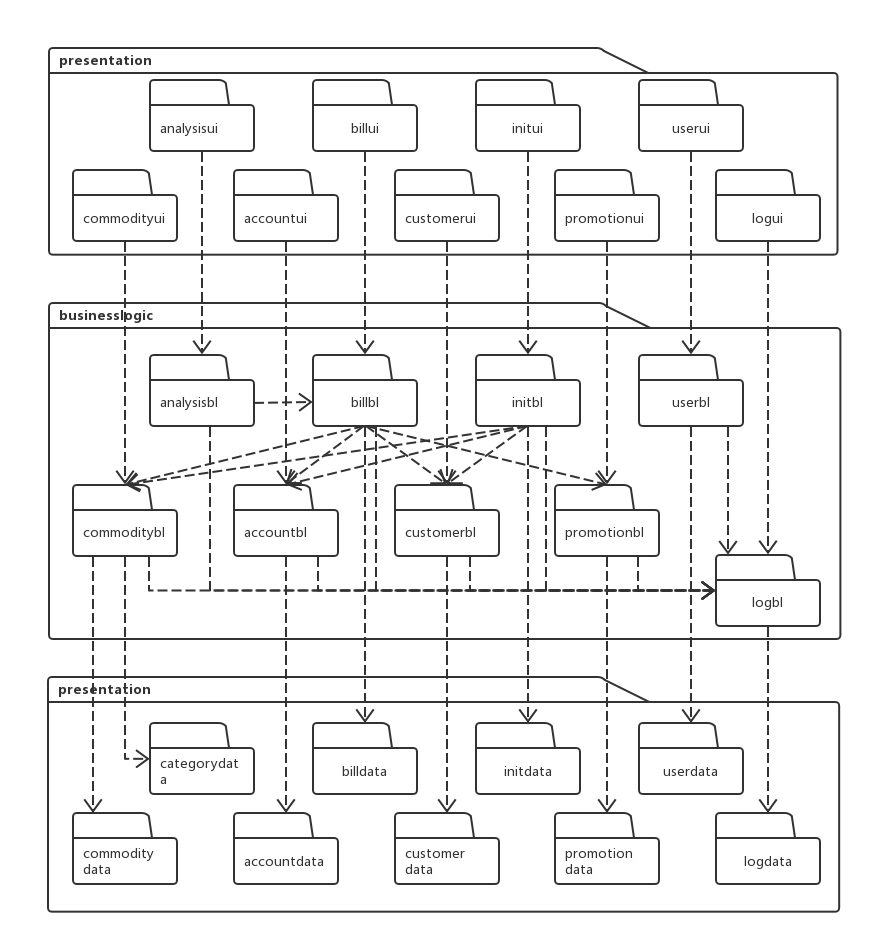 presentation
analysisui
billui
initui
userui
commodityui
accountui
customerui
promotionui
logui
businesslogic
analysisbl
billbl
initbl
userbl
commoditybl
accountbl
customerbl
promotionbl
logbl
presentation
categorydat
a
billdata
initdata
userdata
commodity
data
accountdata
customer
data
promotion
data
logdata